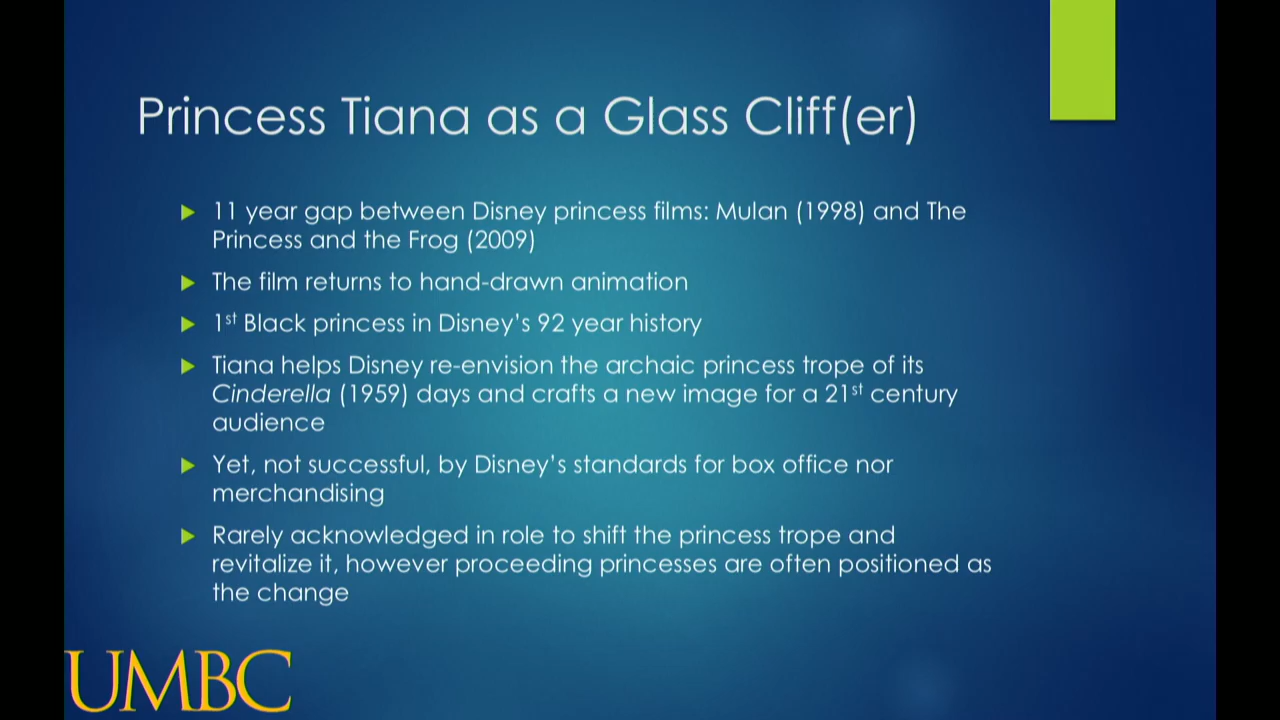 Princess Tiana as a Glass Cliff(er)
11 year gap between Disney princess films: Mulan (1998) and The
Princess and the Frog (2009)
The film returns to hand-drawn animation
1st Black princess in Disney's 92 year history
Tiana helps Disney re-envision the archaic princess trope of its
Cinderella (1959) days and crafts a new image for a 21st century
audience
Yet, not successful, by Disney's standards for box office nor
merchandising
Rarely acknowledged in role to shift the princess trope and
revitalize it, however proceeding princesses are often positioned as
the change
UMBC